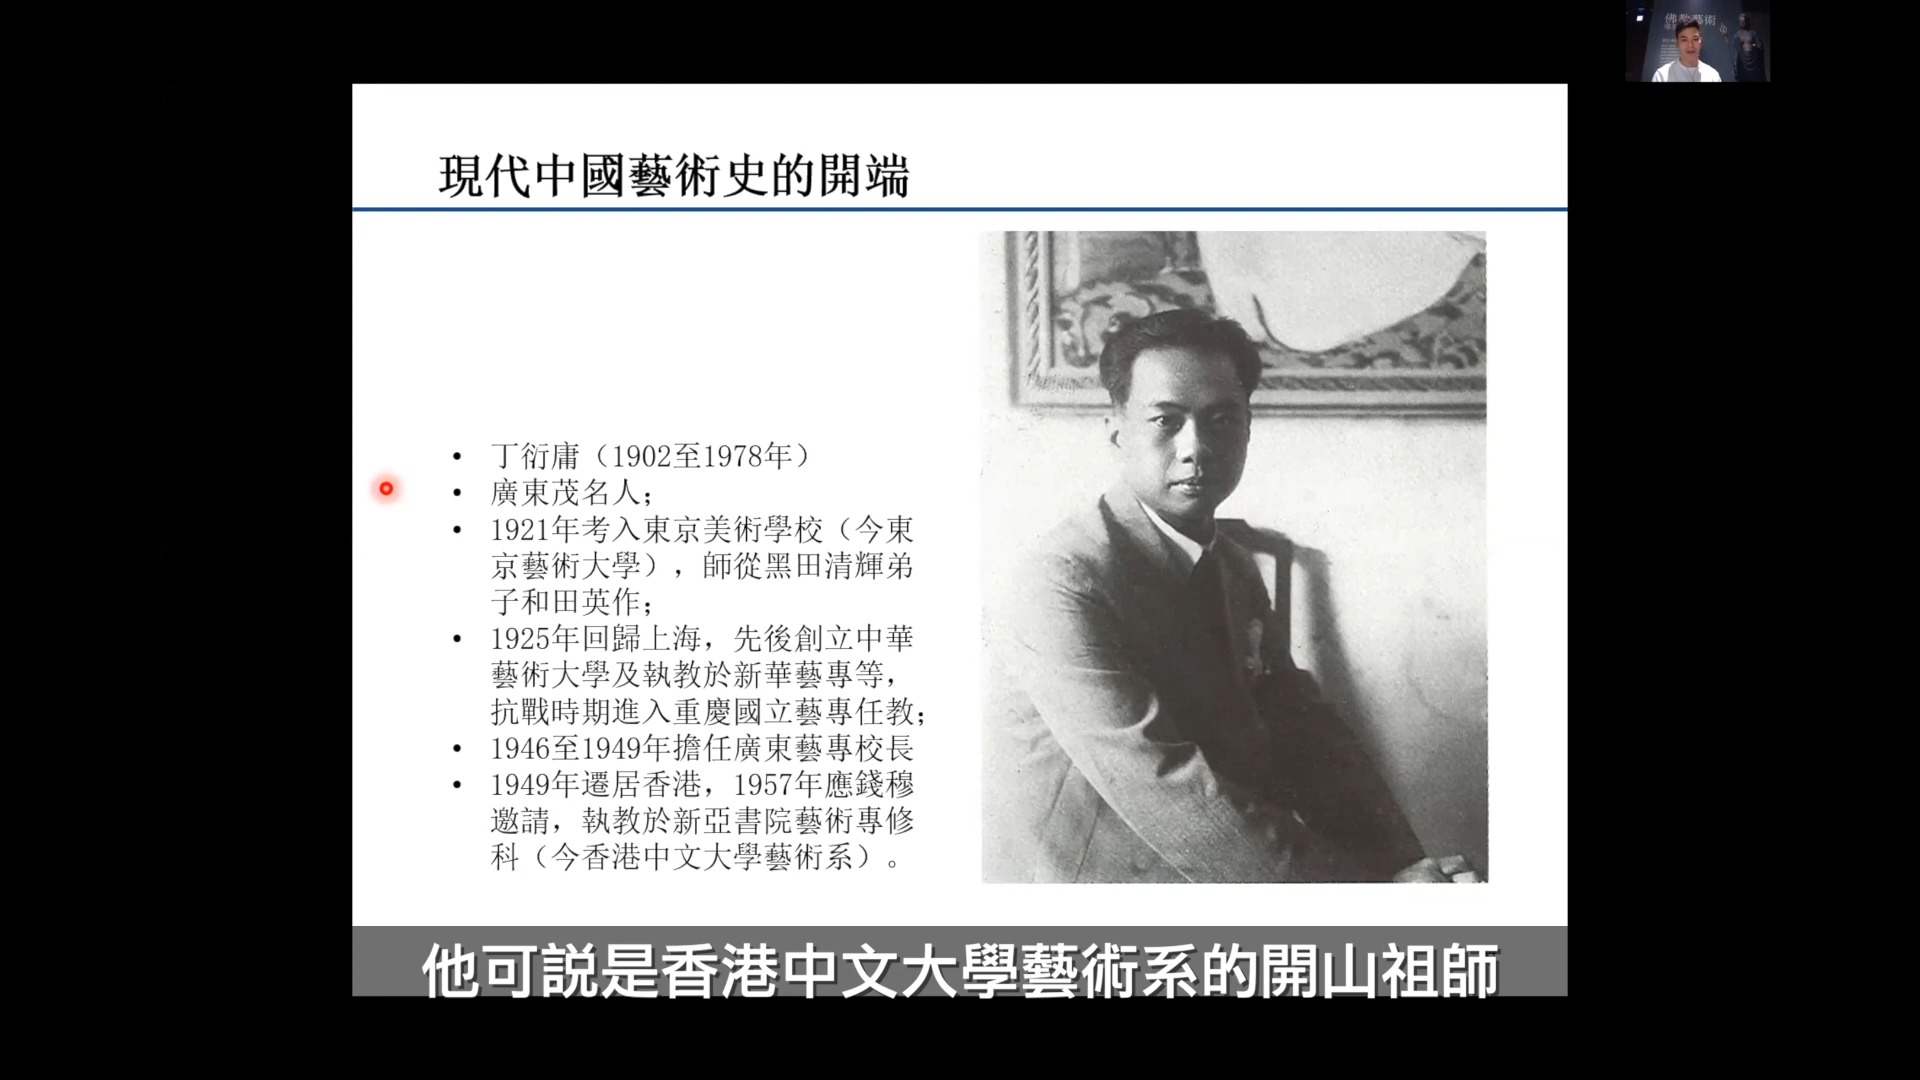 佛教藝術
現代中國藝術史的開端
• 丁衍庸（1902至1978年）
• 廣東茂名人；
• 1921年考入東京美術學校（今東
京藝術大學），師從黑田清輝弟
子和田英作；
• 1925年回歸上海，先後創立中華
藝術大學及執教於新華藝專等，
抗戰時期進入重慶國立藝專任教；
• 1946至1949年擔任廣東藝專校長
• 1949年遷居香港，1957年應錢穆
邀請，執教於新亞書院藝術專修
科（今香港中文大學藝術系）。
他可説是香港中文大學藝術系的開山祖師